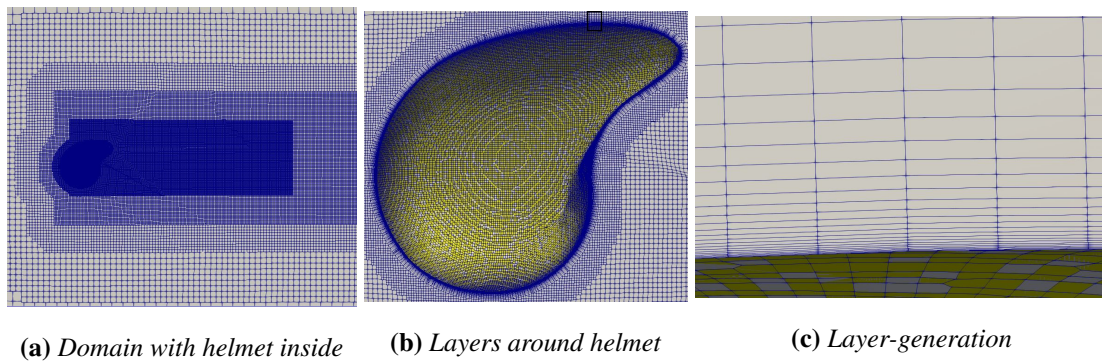 (a) Domain with helmet inside
(b) Layers around helmet
(c) Layer-generation